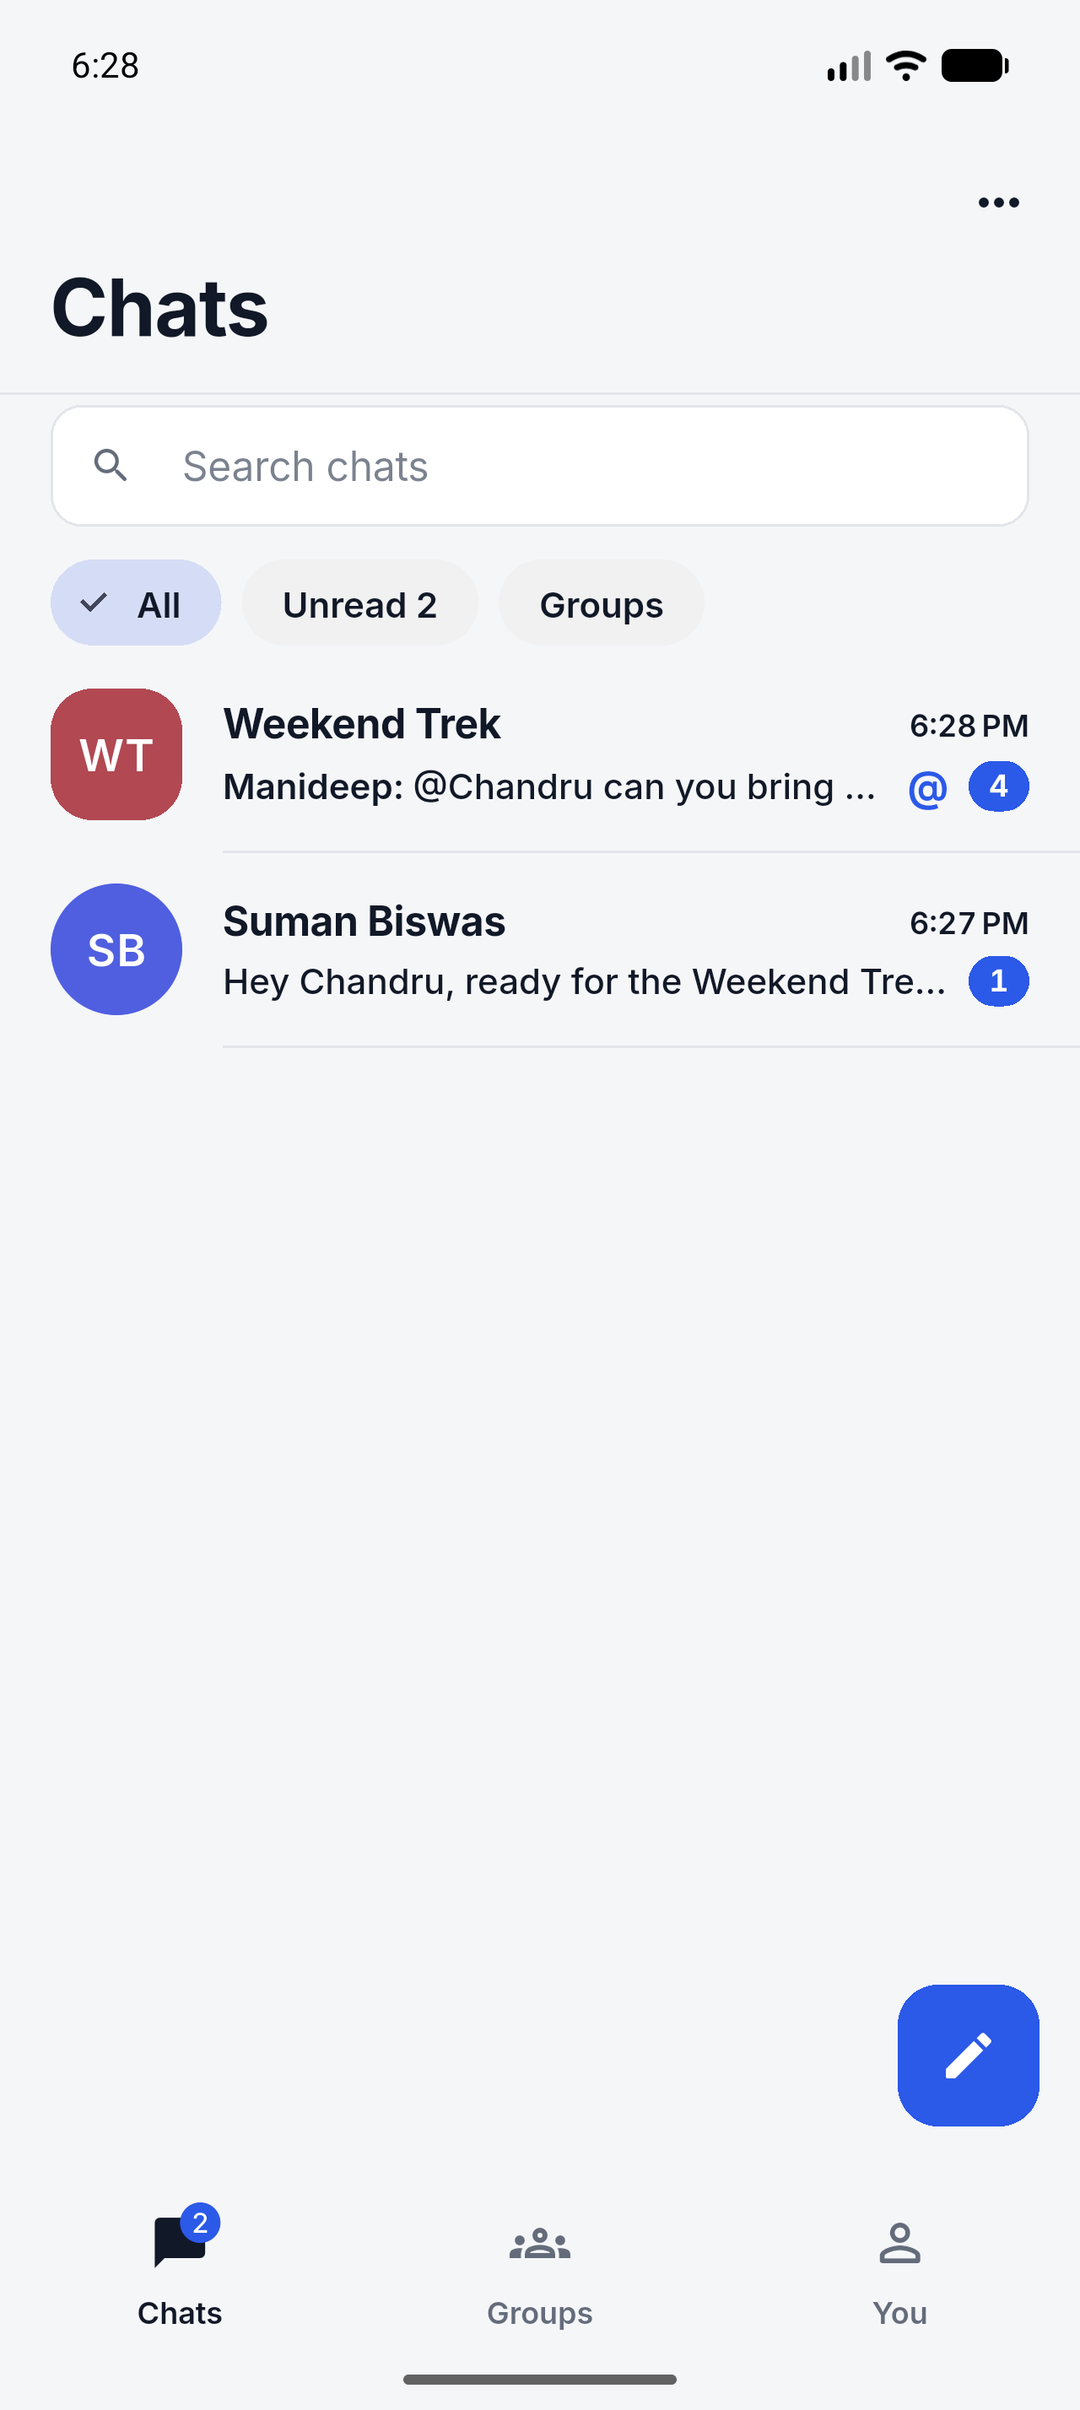 6:28
Chats
Search chats
All
Unread 2
Groups
WT
Weekend Trek
6:28 PM
Manideep: @Chandru can you bring ...
@
4
SB
Suman Biswas
6:27 PM
Hey Chandru, ready for the Weekend Tre...
1
2
Chats
Groups
You